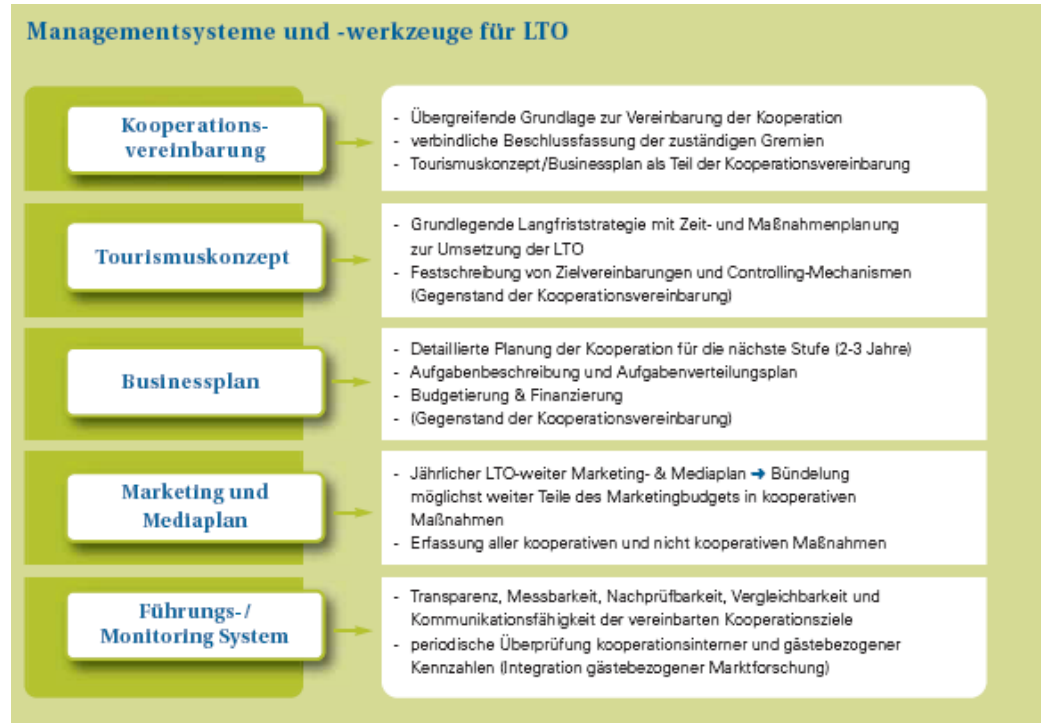 Managementsysteme und -werkzeuge für LTO
Kooperations-
vereinbarung
- Übergreifende Grundlage zur Vereinbarung der Kooperation
- verbindliche Beschlussfassung der zuständigen Gremien
- Tourismuskonzept/Businessplan als Teil der Kooperationsvereinbarung
Tourismuskonzept
- Grundlegende Langfriststrategie mit Zeit- und Maßnahmenplanung
zur Umsetzung der LTO
- Festschreibung von Zielvereinbarungen und Controlling-Mechanismen
(Gegenstand der Kooperationsvereinbarung)
Businessplan
- Detaillierte Planung der Kooperation für die nächste Stufe (2-3 Jahre)
- Aufgabenbeschreibung und Aufgabenverteilungsplan
- Budgetierung & Finanzierung
- (Gegenstand der Kooperationsvereinbarung)
Marketing und
Mediaplan
- Jährlicher LTO-weiter Marketing- & Mediaplan ➔ Bündelung
möglichst weiter Teile des Marketingbudgets in kooperativen
Maßnahmen
- Erfassung aller kooperativen und nicht kooperativen Maßnahmen
Führungs- /
Monitoring System
- Transparenz, Messbarkeit, Nachprüfbarkeit, Vergleichbarkeit und
Kommunikationsfähigkeit der vereinbarten Kooperationsziele
- periodische Überprüfung kooperationsinterner und gästebezogener
Kennzahlen (Integration gästebezogener Marktforschung)